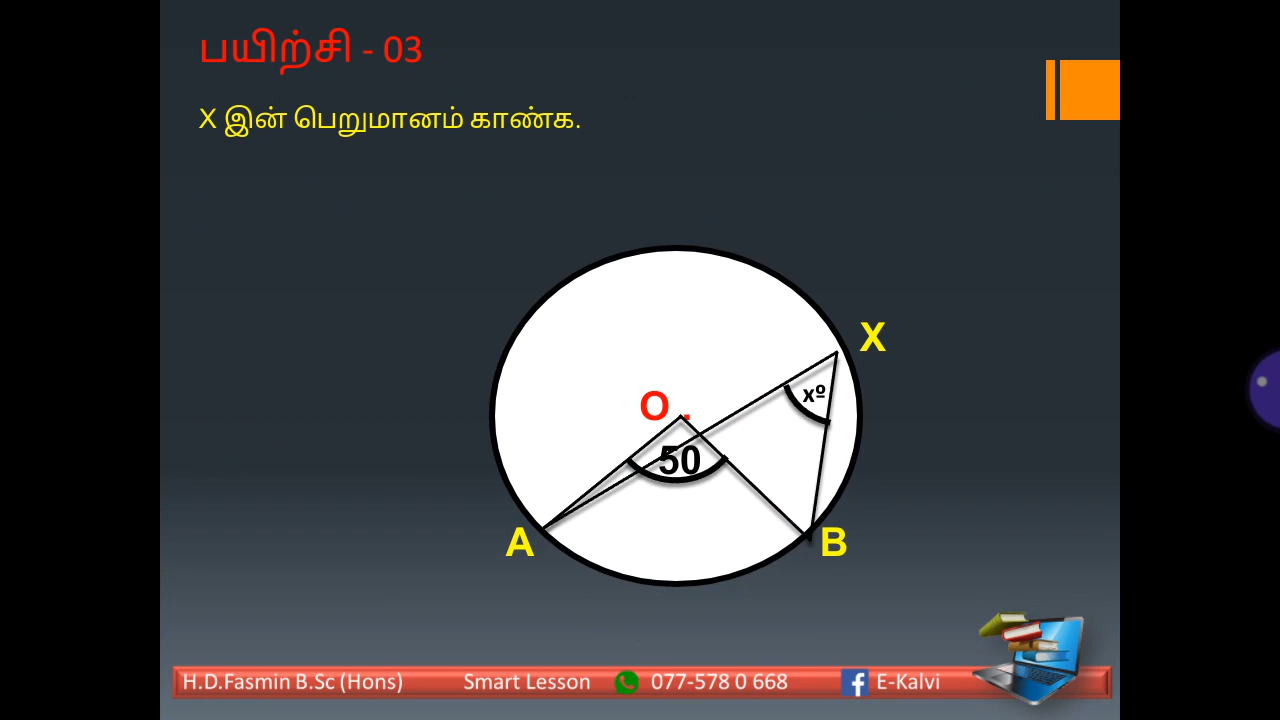 பயிற்சி - 03
X இன் பெறுமானம் காண்க.
X
xº
O .
50
A
B
H.D.Fasmin B.Sc (Hons) Smart Lesson 077-578 0 668 E-Kalvi